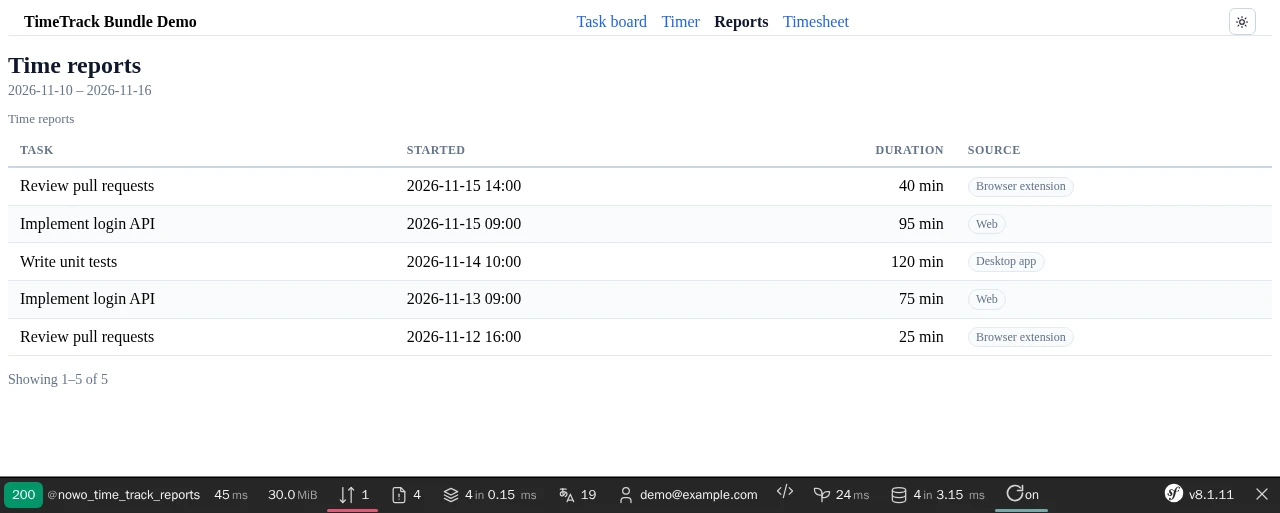 TimeTrack Bundle Demo Task board Timer Reports Timesheet
Time reports
2026-11-10 – 2026-11-16
Time reports
TASK STARTED DURATION SOURCE
Review pull requests 2026-11-15 14:00 40 min Browser extension
Implement login API 2026-11-15 09:00 95 min Web
Write unit tests 2026-11-14 10:00 120 min Desktop app
Implement login API 2026-11-13 09:00 75 min Web
Review pull requests 2026-11-12 16:00 25 min Browser extension
Showing 1–5 of 5
200 @nowo_time_track_reports 45 ms 30.0 MiB 1 4 4 in 0.15 ms 19 demo@example.com 24 ms 4 in 3.15 ms on sf v8.1.11